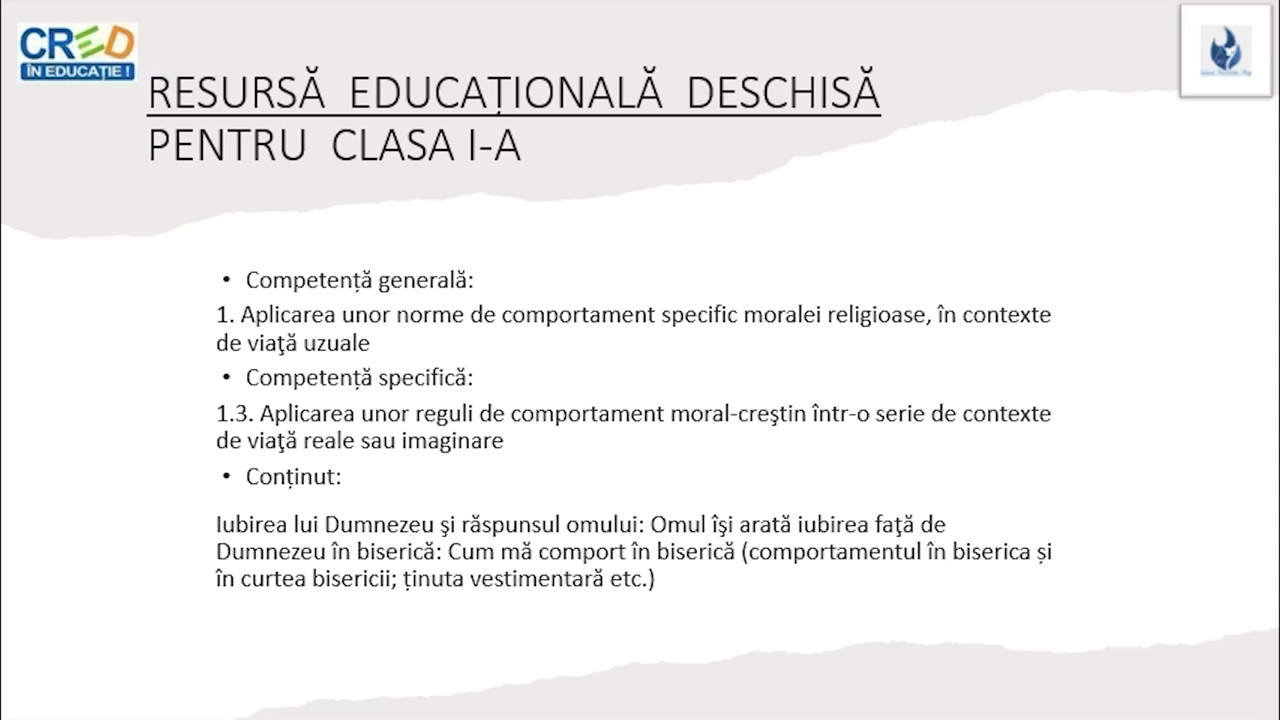 CRED
ÎN EDUCAȚIE !
RESURSĂ EDUCAȚIONALĂ DESCHISĂ
PENTRU CLASA I-A
• Competență generală:
1. Aplicarea unor norme de comportament specific moralei religioase, în contexte
de viaţă uzuale
• Competență specifică:
1.3. Aplicarea unor reguli de comportament moral-creştin într-o serie de contexte
de viaţă reale sau imaginare
• Conținut:
Iubirea lui Dumnezeu şi răspunsul omului: Omul îşi arată iubirea faţă de
Dumnezeu în biserică: Cum mă comport în biserică (comportamentul în biserica și
în curtea bisericii; ținuta vestimentară etc.)